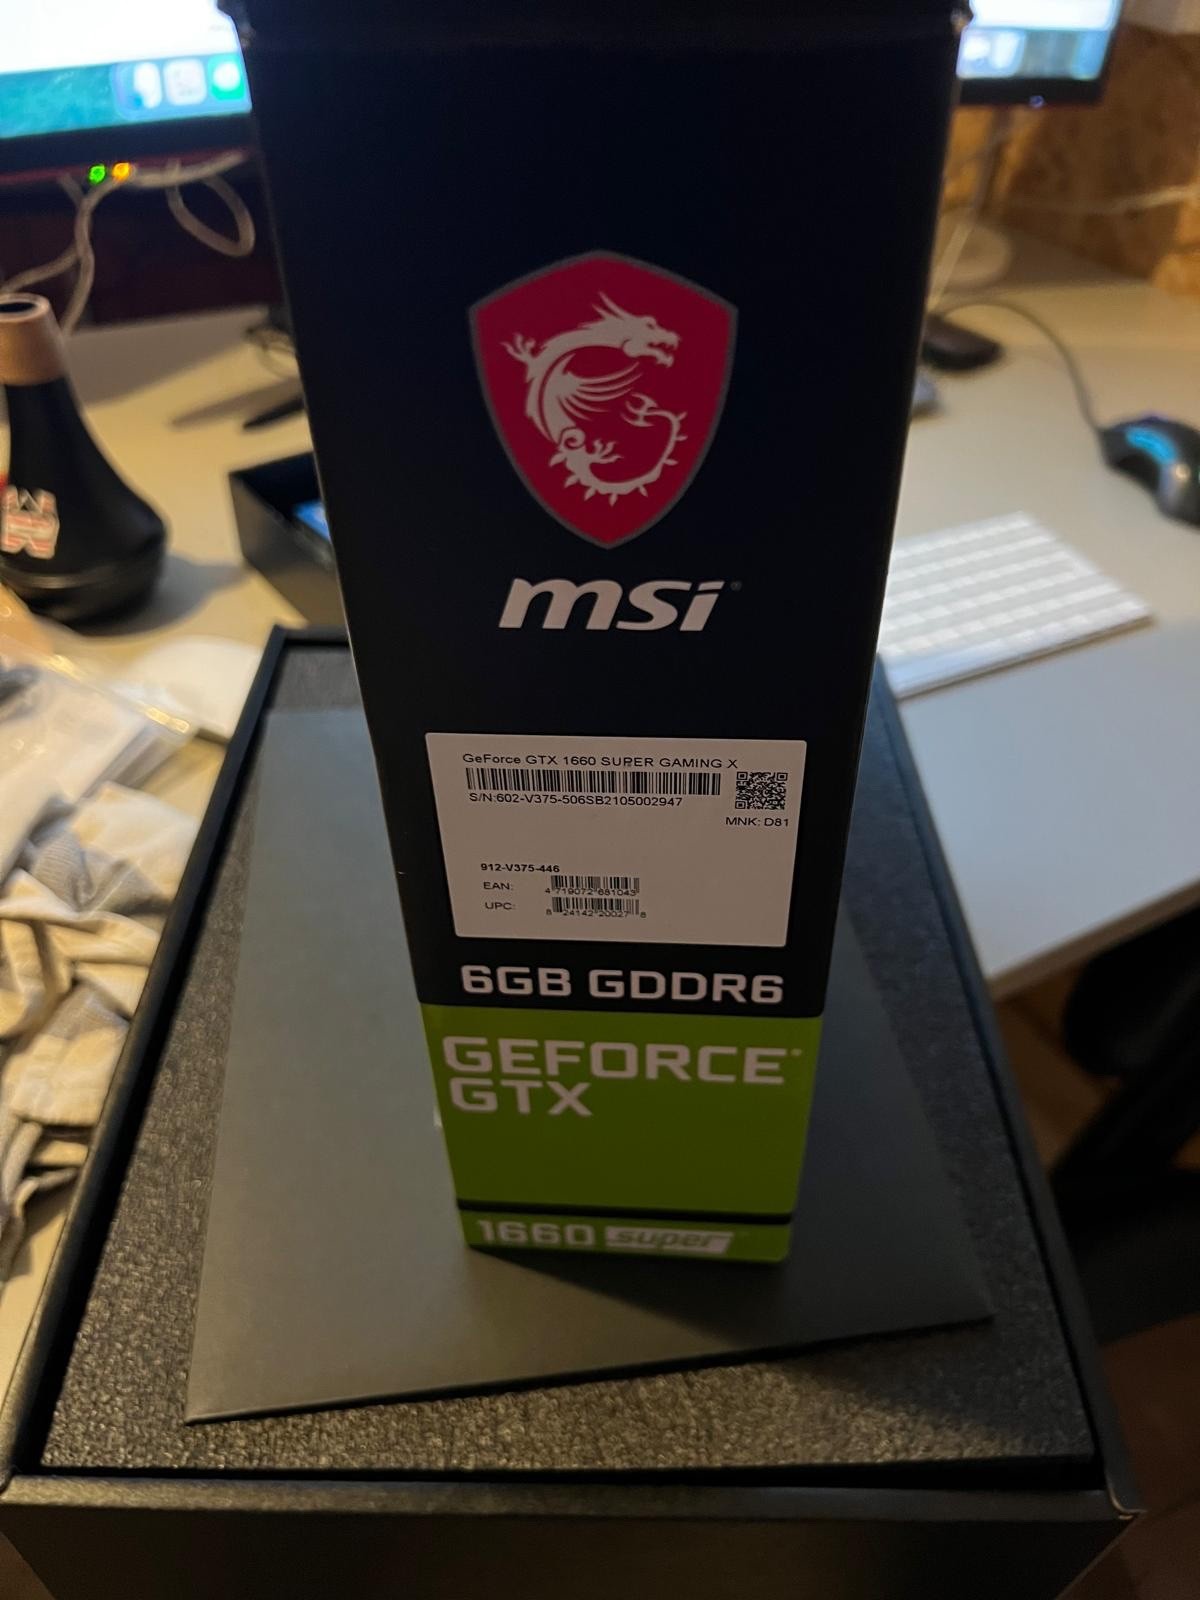 msi
GeForce GTX 1660 SUPER GAMING X
S/N:602-V375-506SB2105002947
MNK: D81
912-V375-446
EAN:
4 719072 681043
UPC:
8 24142 20027 8
6GB GDDR6
GEFORCE
GTX
1660 super